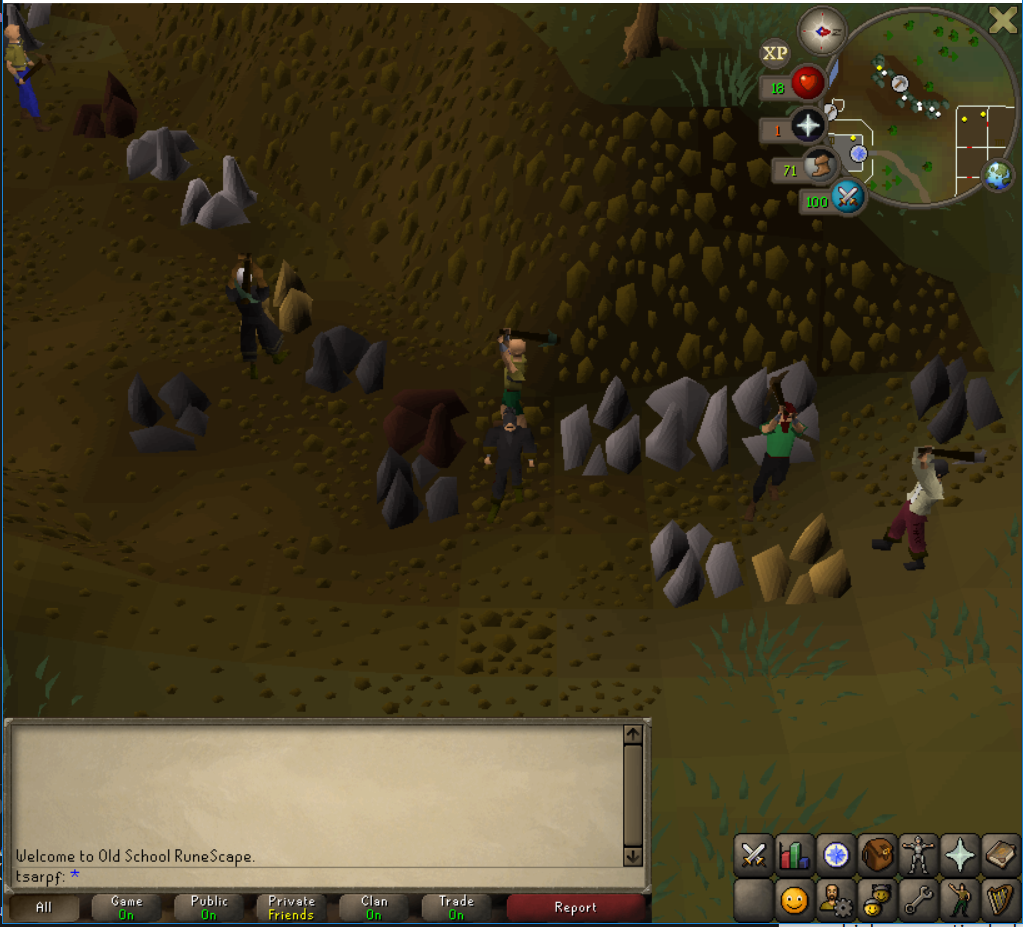 XP
18
1
71
100
Welcome to Old School RuneScape.
tsarpf: *
All
Game
On
Public
On
Private
Friends
Clan
On
Trade
On
Report